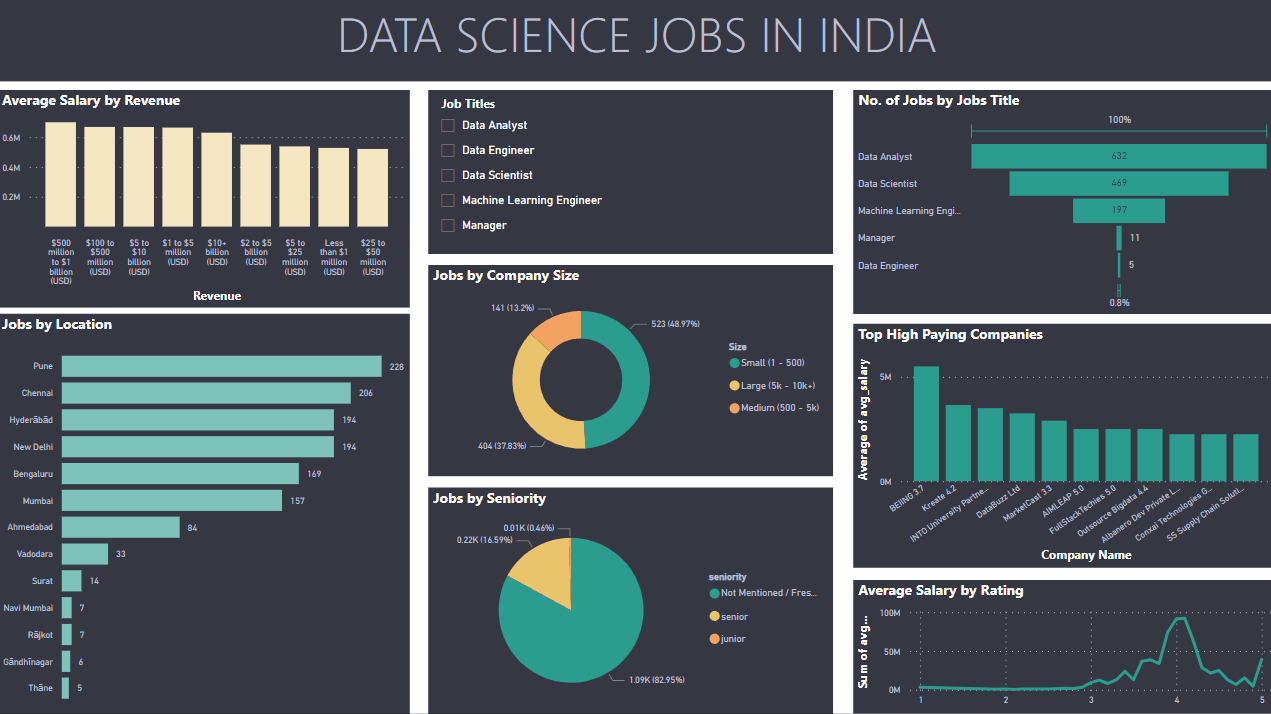 DATA SCIENCE JOBS IN INDIA
Average Salary by Revenue
0.6M
0.4M
0.2M
$500 million to $1 billion (USD)
$100 to $500 million (USD)
$5 to $10 billion (USD)
$1 to $5 million (USD)
$10+ billion (USD)
$2 to $5 billion (USD)
$5 to $25 million (USD)
Less than $1 million (USD)
$25 to $50 million (USD)
Revenue
Jobs by Location
Pune 228
Chennai 206
Hyderābād 194
New Delhi 194
Bengaluru 169
Mumbai 157
Ahmedabad 84
Vadodara 33
Surat 14
Navi Mumbai 7
Rājkot 7
Gāndhīnagar 6
Thāne 5
Job Titles
Data Analyst
Data Engineer
Data Scientist
Machine Learning Engineer
Manager
Jobs by Company Size
141 (13.2%)
523 (48.97%)
404 (37.83%)
Size
Small (1 - 500)
Large (5k - 10k+)
Medium (500 - 5k)
Jobs by Seniority
0.01K (0.46%)
0.22K (16.59%)
1.09K (82.95%)
seniority
Not Mentioned / Fres...
senior
junior
No. of Jobs by Jobs Title
100%
Data Analyst 632
Data Scientist 469
Machine Learning Engi... 197
Manager 11
Data Engineer 5
0.8%
Top High Paying Companies
Average of avg_salary
5M
0M
BEIING 3.7
Kreate 4.2
INTO University Partne...
DataBuzz Ltd
MarketCast 3.3
AIMLEAP 5.0
FullStackTechies 5.0
Outsource Bigdata 4.4
Albanero Dev Private L...
Conxai Technologies G...
SS Supply Chain Soluti...
Company Name
Average Salary by Rating
Sum of avg...
100M
50M
0M
1 2 3 4 5